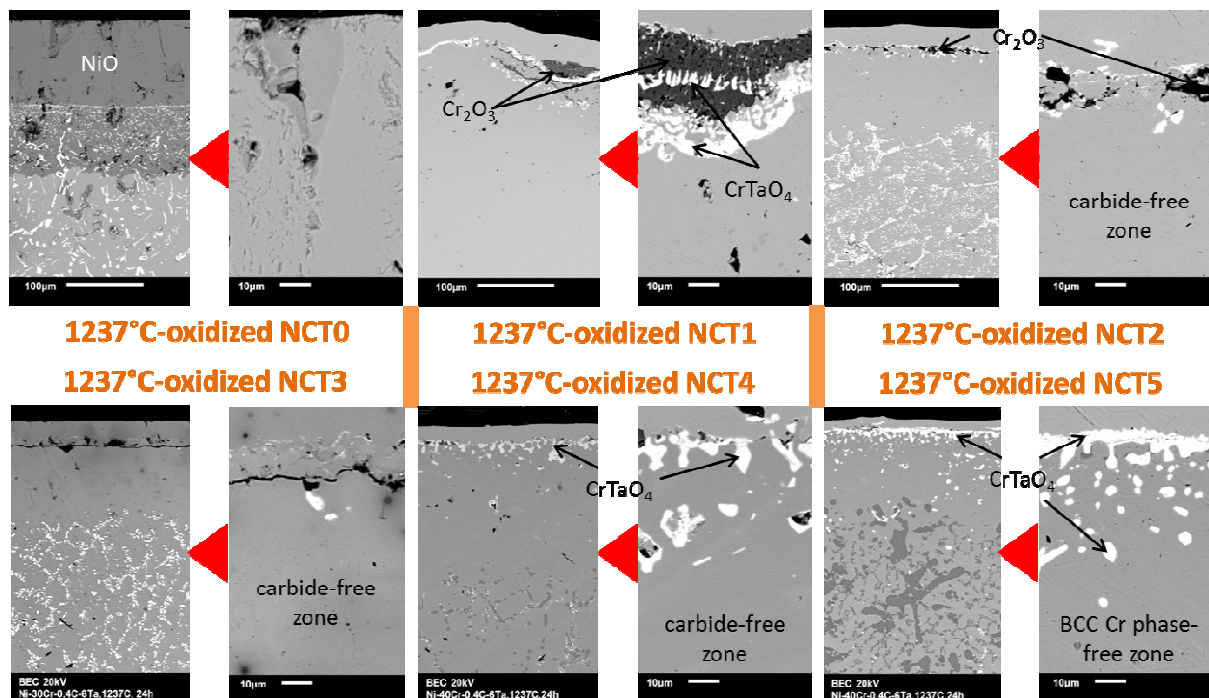 NiO
Cr2O3
CrTaO4
Cr2O3
carbide-free
zone
100µm
10µm
100µm
10µm
100µm
10µm
1237°C-oxidized NCT0
1237°C-oxidized NCT1
1237°C-oxidized NCT2
1237°C-oxidized NCT3
1237°C-oxidized NCT4
1237°C-oxidized NCT5
carbide-free
zone
CrTaO4
carbide-free
zone
CrTaO4
BCC Cr phase-
free zone
BEC 20kV
Ni-30Cr-0.4C-6Ta,1237C, 24h
10µm
BEC 20kV
Ni-40Cr-0.4C-6Ta,1237C, 24h
10µm
BEC 20kV
Ni-40Cr-0.4C-6Ta,1237C, 24h
10µm